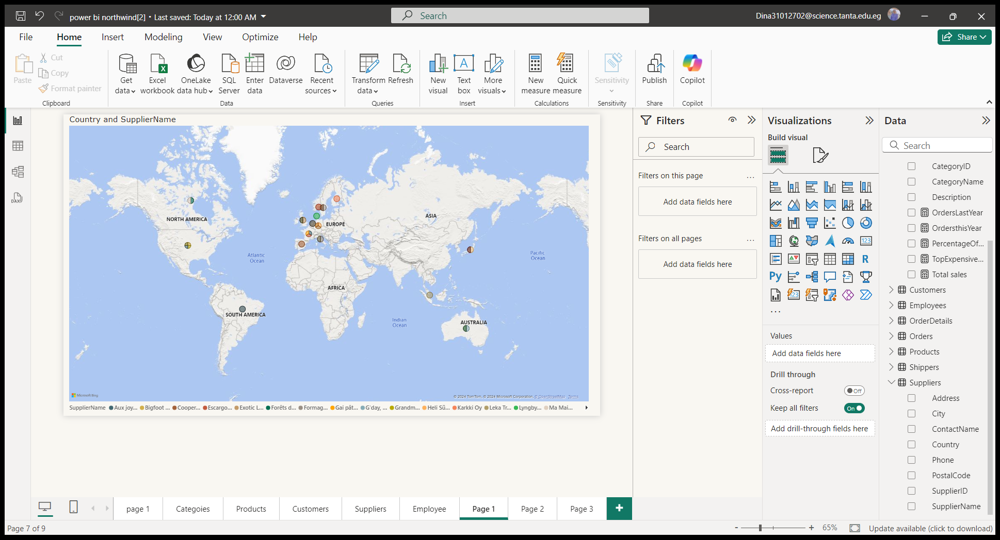 power bi northwind[2] • Last saved: Today at 12:00 AM
Search
Dina31012702@science.tanta.edu.eg
File Home Insert Modeling View Optimize Help
Share
Paste
Cut
Copy
Format painter
Clipboard
Get data
Excel workbook
OneLake data hub
SQL Server
Enter data
Dataverse
Recent sources
Data
Transform data
Refresh
Queries
New visual
Text box
More visuals
Insert
New measure
Quick measure
Calculations
Sensitivity
Sensitivity
Publish
Share
Copilot
Copilot
DAX
Country and SupplierName
NORTH AMERICA
EUROPE
ASIA
Atlantic
Ocean
Pacific
Ocean
AFRICA
SOUTH AMERICA
Indian
Ocean
AUSTRALIA
Microsoft Bing
© 2024 TomTom, © 2024 Microsoft Corporation, © OpenStreetMap Terms
SupplierName Aux joy... Bigfoot ... Cooper... Escargo... Exotic L... Forêts d... Formag... Gai pât... G'day, ... Grandm... Heli Sü... Karkki Oy Leka Tr... Lyngby... Ma Mai...
Filters
Search
Filters on this page ...
Add data fields here
Filters on all pages ...
Add data fields here
Visualizations
Build visual
123
R
Py
123
...
Values
Add data fields here
Drill through
Cross-report Off
Keep all filters On
Add drill-through fields here
Data
Search
CategoryID
CategoryName
Description
OrdersLastYear
OrdersthisYear
PercentageOf...
TopExpensive...
Total sales
Customers
Employees
OrderDetails
Orders
Products
Shippers
Suppliers
Address
City
ContactName
Country
Phone
PostalCode
SupplierID
SupplierName
page 1 Categoies Products Customers Suppliers Employee Page 1 Page 2 Page 3 +
Page 7 of 9
- + 65%
Update available (click to download)